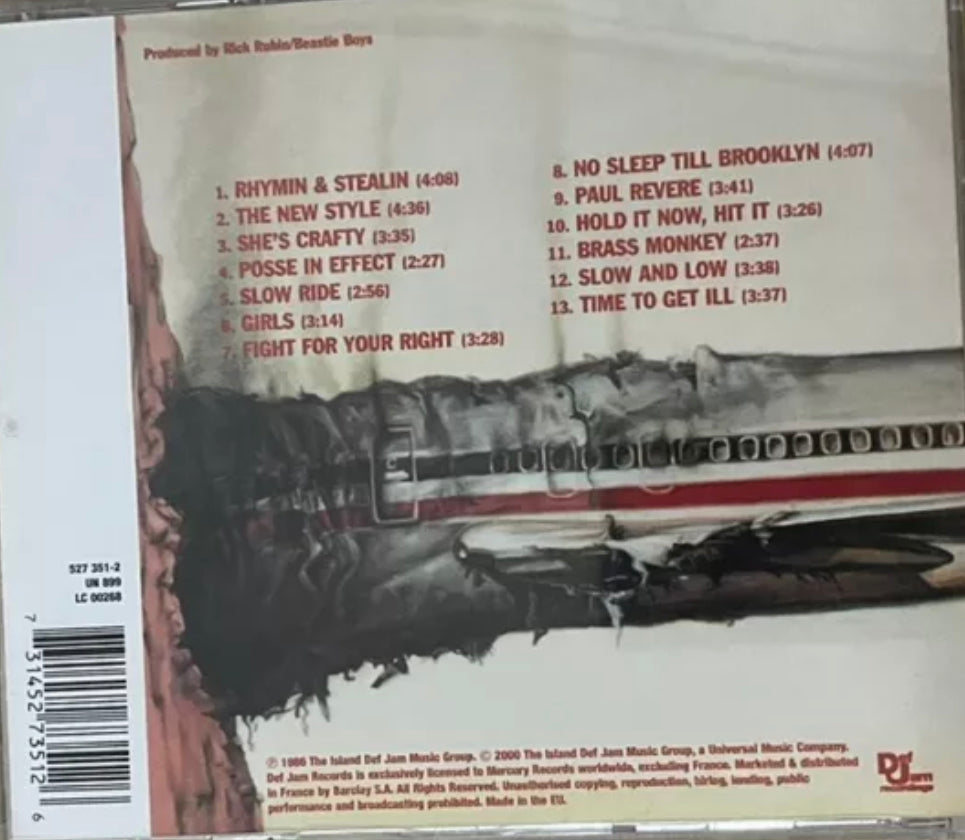 Produced by Rick Rubin/Beastie Boys
1. RHYMIN & STEALIN (4:08)
2. THE NEW STYLE (4:36)
3. SHE'S CRAFTY (3:35)
4. POSSE IN EFFECT (2:27)
5. SLOW RIDE (2:56)
6. GIRLS (3:14)
7. FIGHT FOR YOUR RIGHT (3:28)
8. NO SLEEP TILL BROOKLYN (4:07)
9. PAUL REVERE (3:41)
10. HOLD IT NOW, HIT IT (3:26)
11. BRASS MONKEY (2:37)
12. SLOW AND LOW (3:38)
13. TIME TO GET ILL (3:37)
527 351-2
UN 899
LC 00268
7 31452 73512 6
℗ 1986 The Island Def Jam Music Group. © 2000 The Island Def Jam Music Group, a Universal Music Company.
Def Jam Records is exclusively licensed to Mercury Records worldwide, excluding France. Marketed & distributed
in France by Barclay S.A. All Rights Reserved. Unauthorised copying, reproduction, hiring, lending, public
performance and broadcasting prohibited. Made in the EU.
Def Jam
recordings